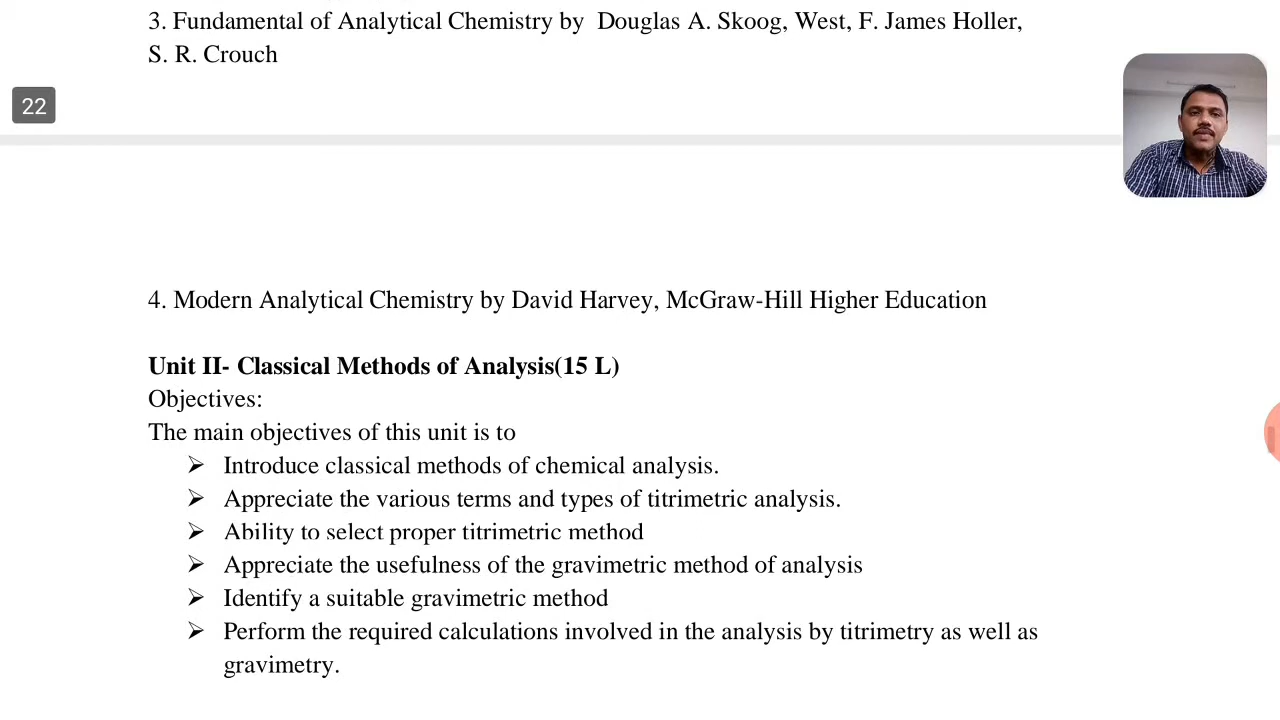 3. Fundamental of Analytical Chemistry by  Douglas A. Skoog, West, F. James Holler,
S. R. Crouch
22
4. Modern Analytical Chemistry by David Harvey, McGraw-Hill Higher Education
Unit II- Classical Methods of Analysis(15 L)
Objectives:
The main objectives of this unit is to
➢ Introduce classical methods of chemical analysis.
➢ Appreciate the various terms and types of titrimetric analysis.
➢ Ability to select proper titrimetric method
➢ Appreciate the usefulness of the gravimetric method of analysis
➢ Identify a suitable gravimetric method
➢ Perform the required calculations involved in the analysis by titrimetry as well as
gravimetry.